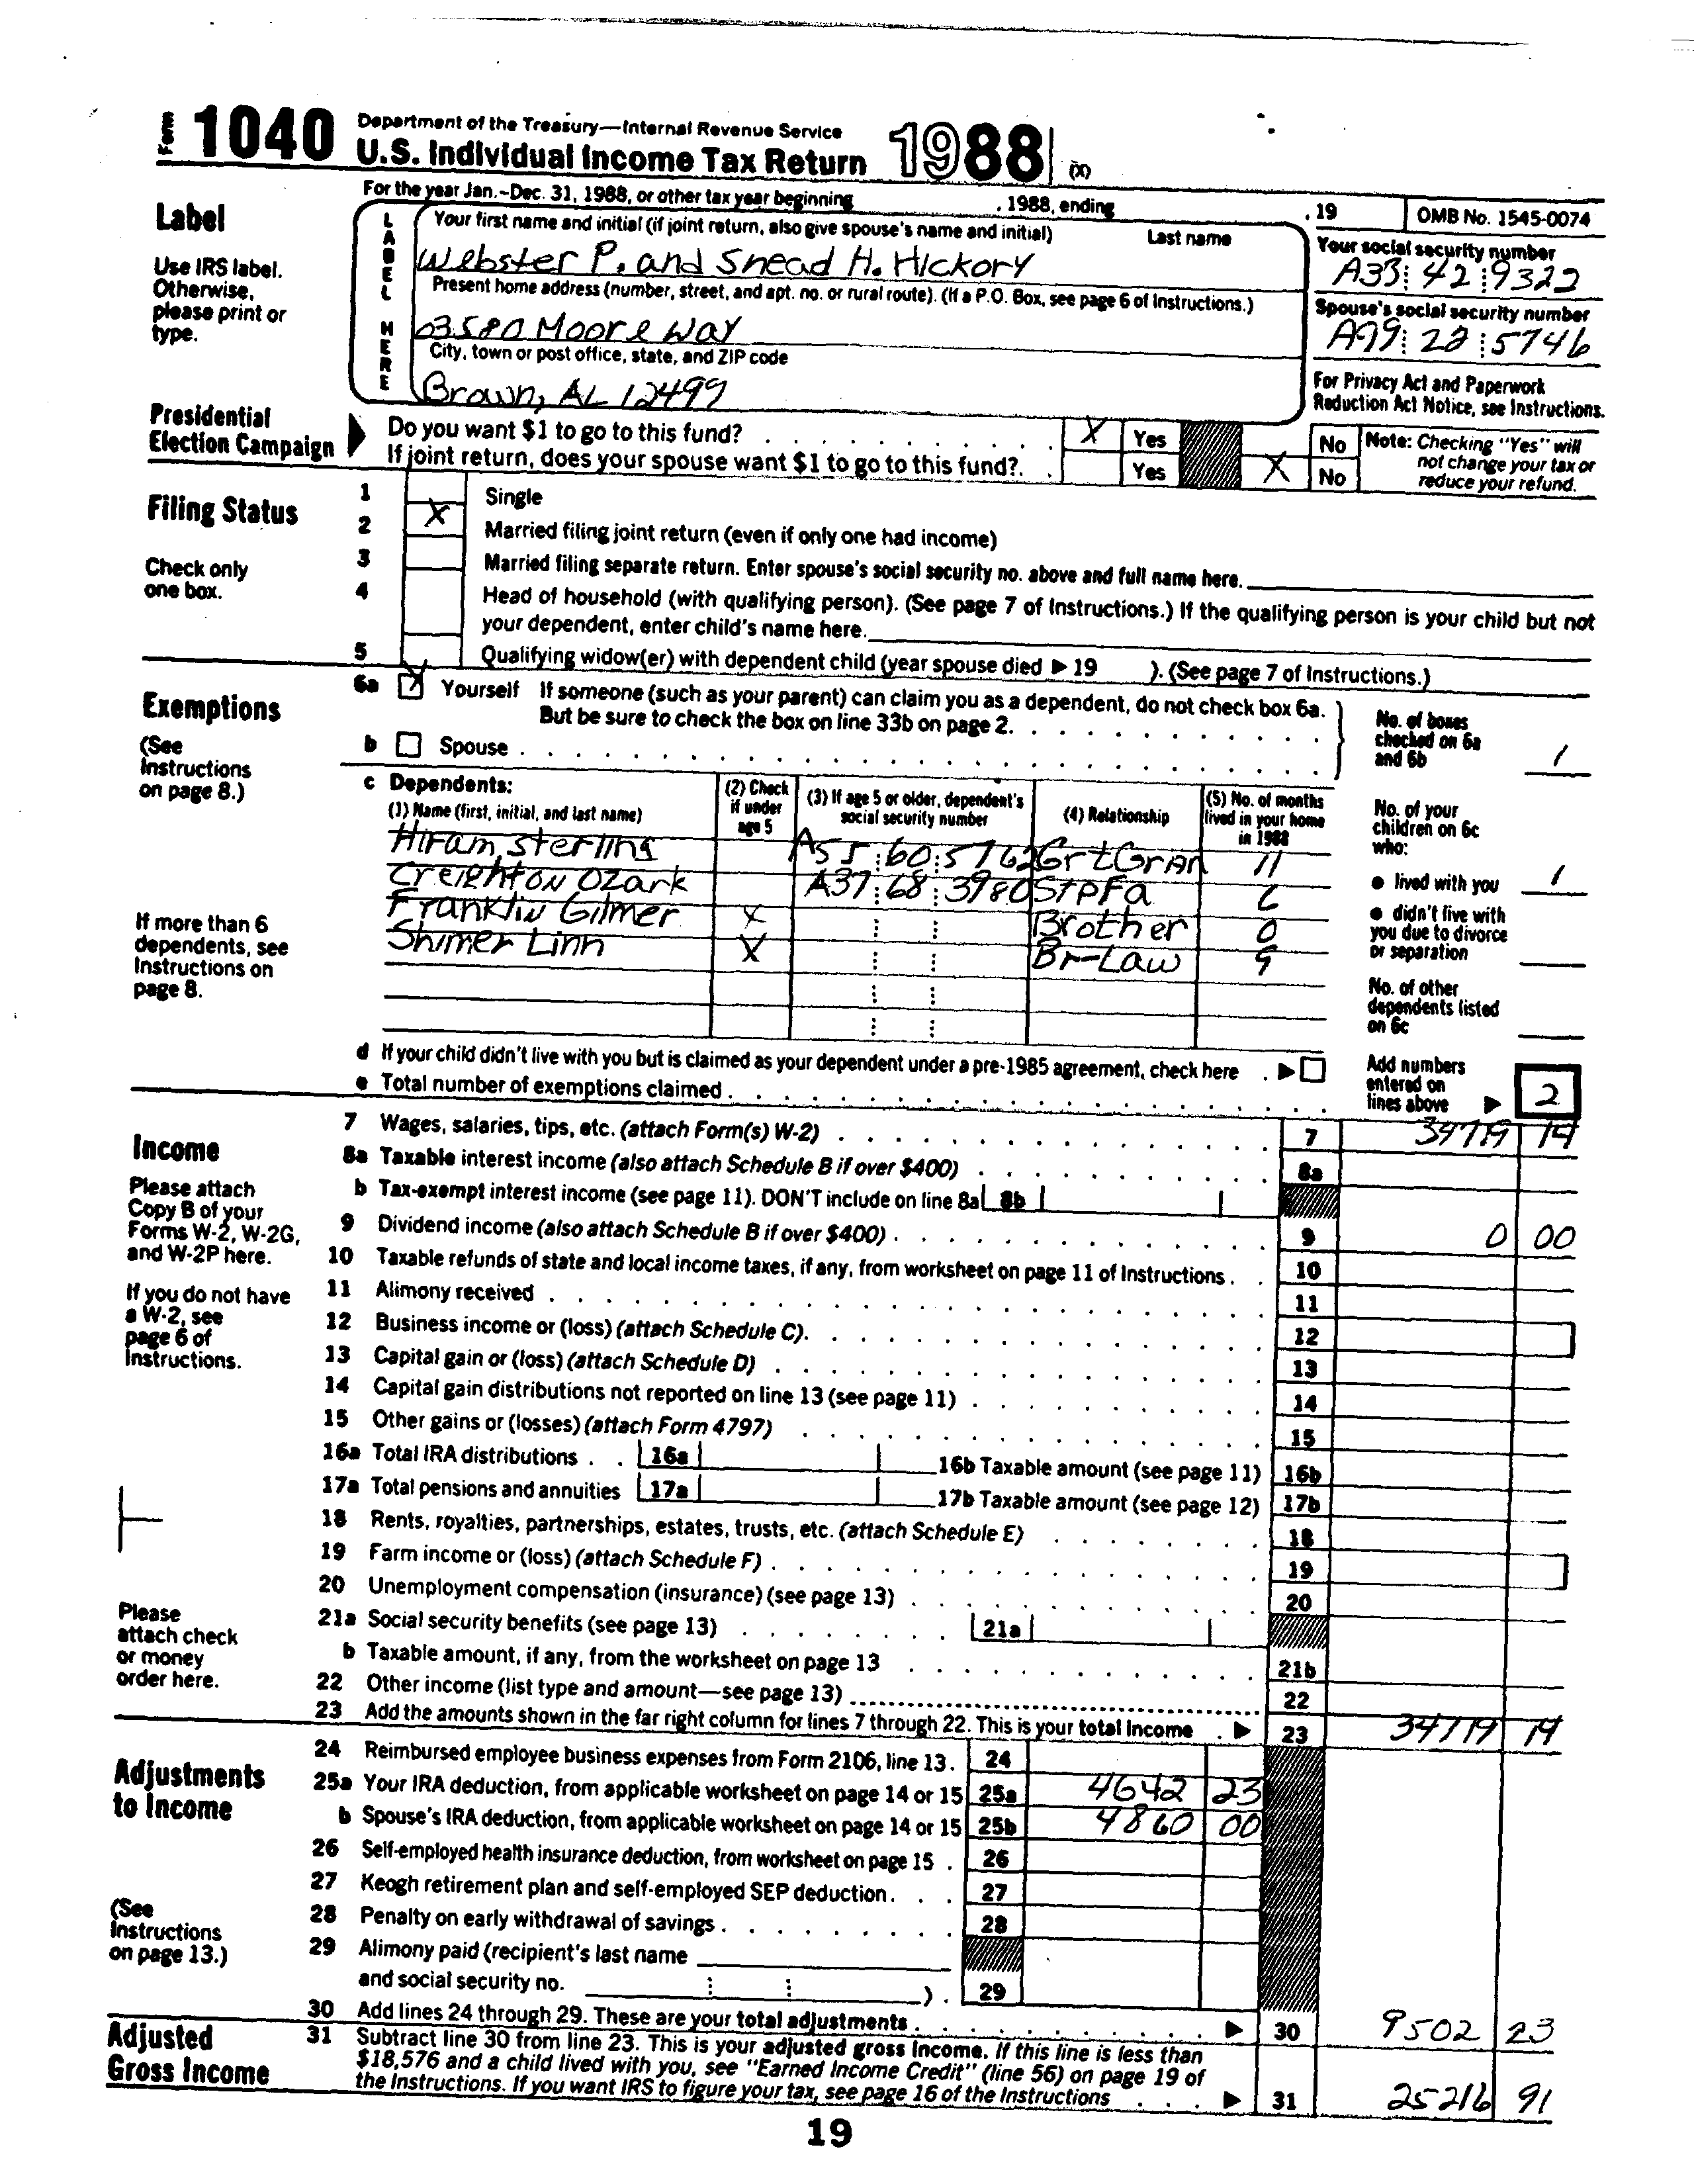 Form 1040 Department of the Treasury—Internal Revenue Service
U.S. Individual Income Tax Return 1988 (X)
For the year Jan.-Dec. 31, 1988, or other tax year beginning , 1988, ending , 19 OMB No. 1545-0074
Label
Use IRS label.
Otherwise,
please print or
type.
LABEL HERE
Your first name and initial (if joint return, also give spouse's name and initial) Last name
Webster P. and Snead H. Hickory
Present home address (number, street, and apt. no. or rural route). (If a P.O. Box, see page 6 of Instructions.)
03580 Moore Way
City, town or post office, state, and ZIP code
Brown, AL 12499
Your social security number
A33 42 9322
Spouse's social security number
A99 22 5746
For Privacy Act and Paperwork
Reduction Act Notice, see Instructions.
Presidential
Election Campaign
Do you want $1 to go to this fund? X Yes No
If joint return, does your spouse want $1 to go to this fund?. Yes X No
Note: Checking "Yes" will
not change your tax or
reduce your refund.
Filing Status
Check only
one box.
1 Single
2 X Married filing joint return (even if only one had income)
3 Married filing separate return. Enter spouse's social security no. above and full name here.
4 Head of household (with qualifying person). (See page 7 of Instructions.) If the qualifying person is your child but not
your dependent, enter child's name here.
5 Qualifying widow(er) with dependent child (year spouse died ▶ 19 ). (See page 7 of Instructions.)
Exemptions
(See
Instructions
on page 8.)
If more than 6
dependents, see
Instructions on
page 8.
6a X Yourself If someone (such as your parent) can claim you as a dependent, do not check box 6a.
But be sure to check the box on line 33b on page 2.
b Spouse
No. of boxes
checked on 6a
and 6b 1
c Dependents:
(1) Name (first, initial, and last name)
(2) Check
if under
age 5
(3) If age 5 or older, dependent's
social security number
(4) Relationship
(5) No. of months
lived in your home
in 1988
Hiram Sterling A55 60 5762 GrtGran 11
Creighton Ozark A37 68 3980 StpFa 6
Franklin Gilmer X Brother 0
Shimer Linn X Br-Law 9
No. of your
children on 6c
who:
● lived with you 1
● didn't live with
you due to divorce
or separation
No. of other
dependents listed
on 6c
d If your child didn't live with you but is claimed as your dependent under a pre-1985 agreement, check here ▶
e Total number of exemptions claimed
Add numbers
entered on
lines above ▶ 2
Income
Please attach
Copy B of your
Forms W-2, W-2G,
and W-2P here.
If you do not have
a W-2, see
page 6 of
Instructions.
Please
attach check
or money
order here.
7 Wages, salaries, tips, etc. (attach Form(s) W-2) 7 34719 14
8a Taxable interest income (also attach Schedule B if over $400) 8a
b Tax-exempt interest income (see page 11). DON'T include on line 8a 8b
9 Dividend income (also attach Schedule B if over $400) 9 0 00
10 Taxable refunds of state and local income taxes, if any, from worksheet on page 11 of Instructions 10
11 Alimony received 11
12 Business income or (loss) (attach Schedule C). 12
13 Capital gain or (loss) (attach Schedule D) 13
14 Capital gain distributions not reported on line 13 (see page 11) 14
15 Other gains or (losses) (attach Form 4797) 15
16a Total IRA distributions 16a 16b Taxable amount (see page 11) 16b
17a Total pensions and annuities 17a 17b Taxable amount (see page 12) 17b
18 Rents, royalties, partnerships, estates, trusts, etc. (attach Schedule E) 18
19 Farm income or (loss) (attach Schedule F) 19
20 Unemployment compensation (insurance) (see page 13) 20
21a Social security benefits (see page 13) 21a
b Taxable amount, if any, from the worksheet on page 13 21b
22 Other income (list type and amount—see page 13) 22
23 Add the amounts shown in the far right column for lines 7 through 22. This is your total income ▶ 23 34719 14
Adjustments
to Income
(See
Instructions
on page 13.)
24 Reimbursed employee business expenses from Form 2106, line 13. 24
25a Your IRA deduction, from applicable worksheet on page 14 or 15 25a 4642 23
b Spouse's IRA deduction, from applicable worksheet on page 14 or 15 25b 4860 00
26 Self-employed health insurance deduction, from worksheet on page 15 26
27 Keogh retirement plan and self-employed SEP deduction. 27
28 Penalty on early withdrawal of savings 28
29 Alimony paid (recipient's last name
and social security no. ). 29
30 Add lines 24 through 29. These are your total adjustments ▶ 30 9502 23
Adjusted
Gross Income
31 Subtract line 30 from line 23. This is your adjusted gross income. If this line is less than
$18,576 and a child lived with you, see "Earned Income Credit" (line 56) on page 19 of
the Instructions. If you want IRS to figure your tax, see page 16 of the Instructions ▶ 31 25216 91
19